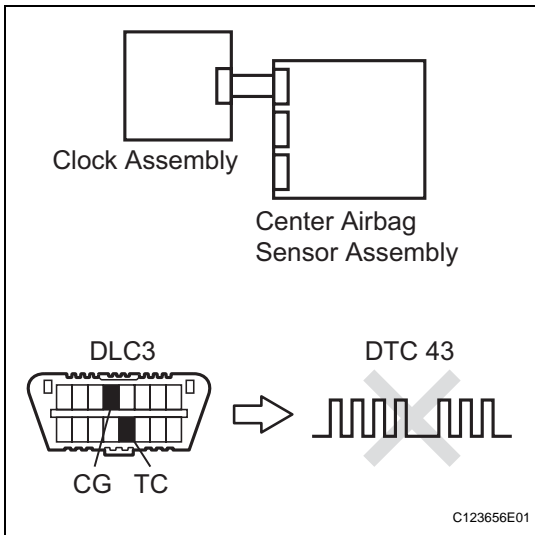 Clock Assembly
Center Airbag
Sensor Assembly
DLC3
DTC 43
CG TC
C123656E01